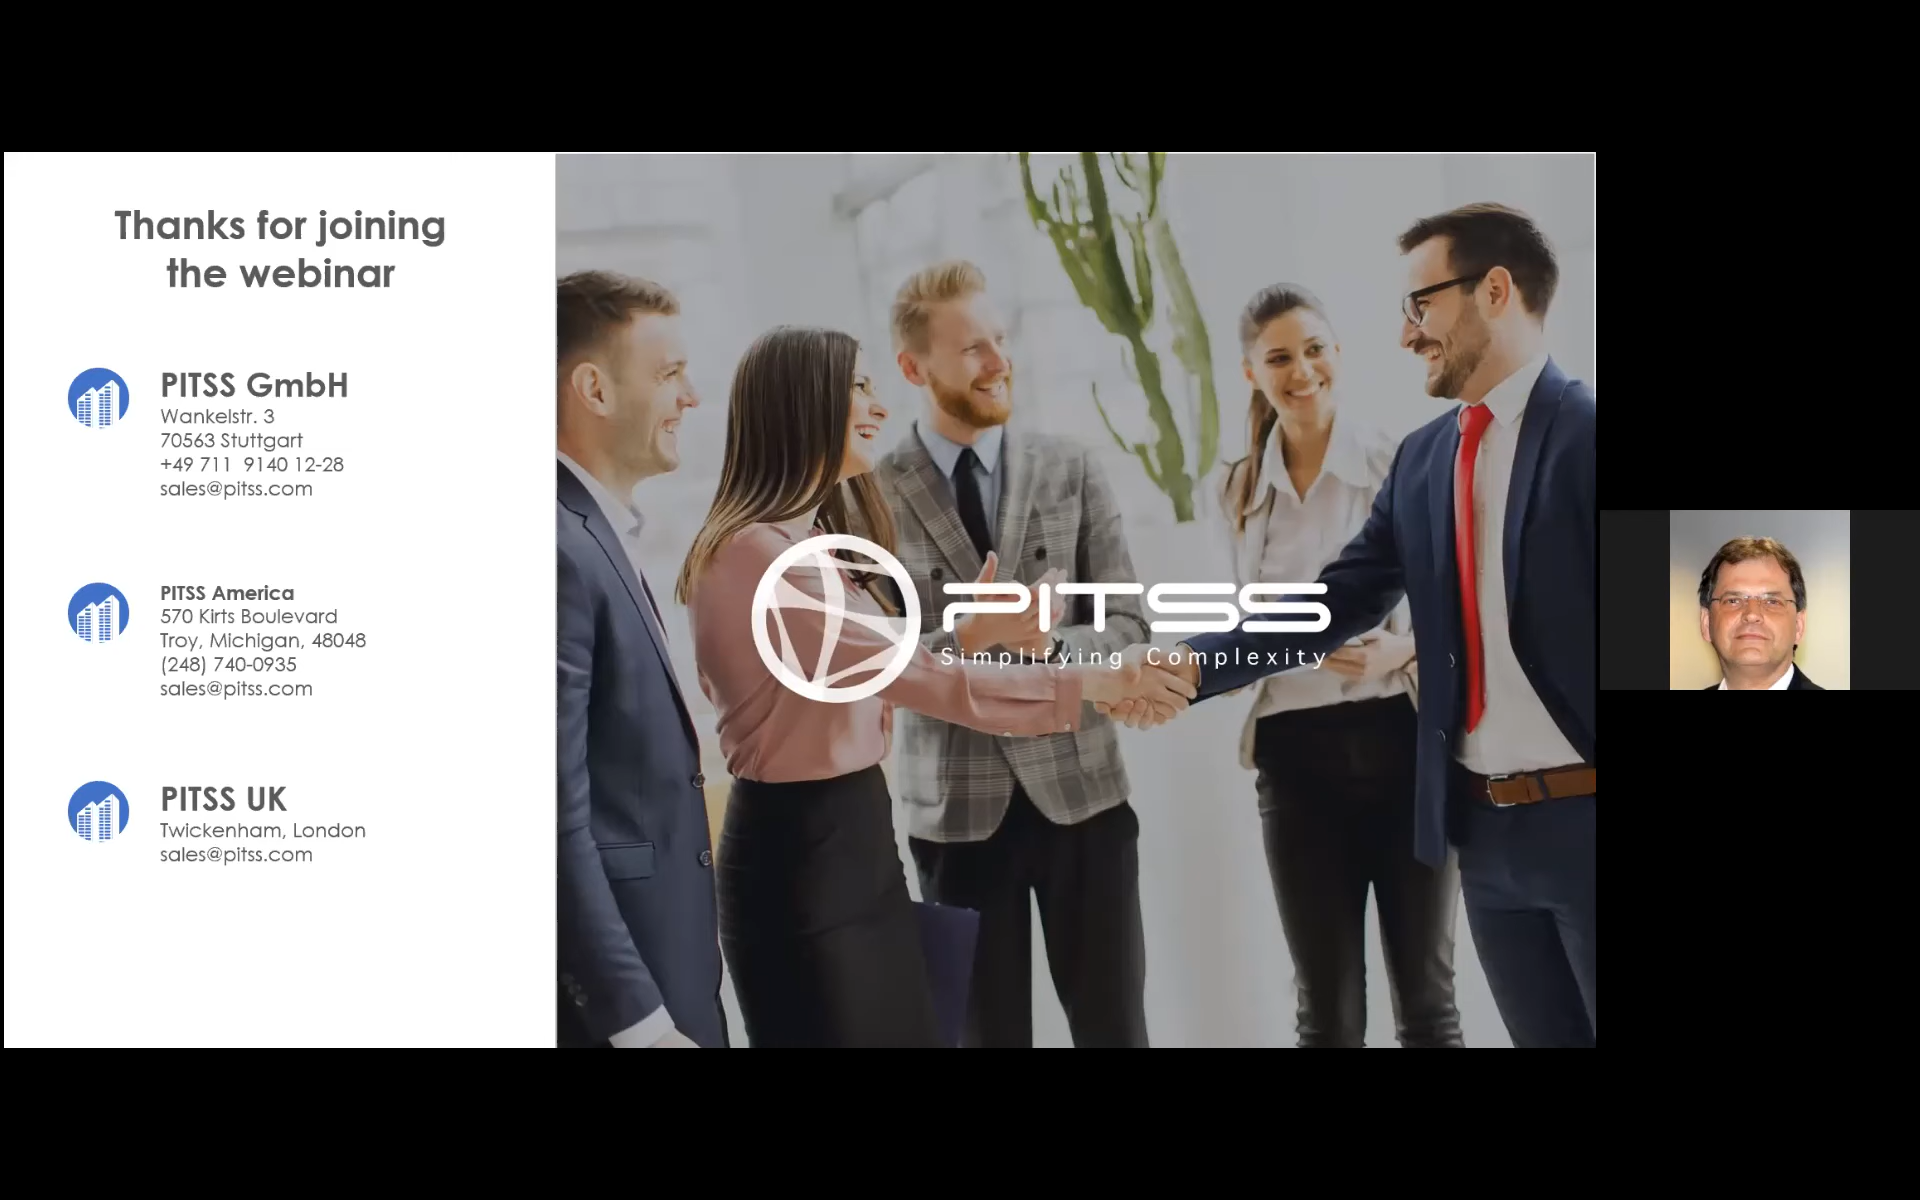 Thanks for joining
the webinar
PITSS GmbH
Wankelstr. 3
70563 Stuttgart
+49 711  9140 12-28
sales@pitss.com
PITSS America
570 Kirts Boulevard
Troy, Michigan, 48048
(248) 740-0935
sales@pitss.com
PITSS UK
Twickenham, London
sales@pitss.com
PITSS
Simplifying Complexity